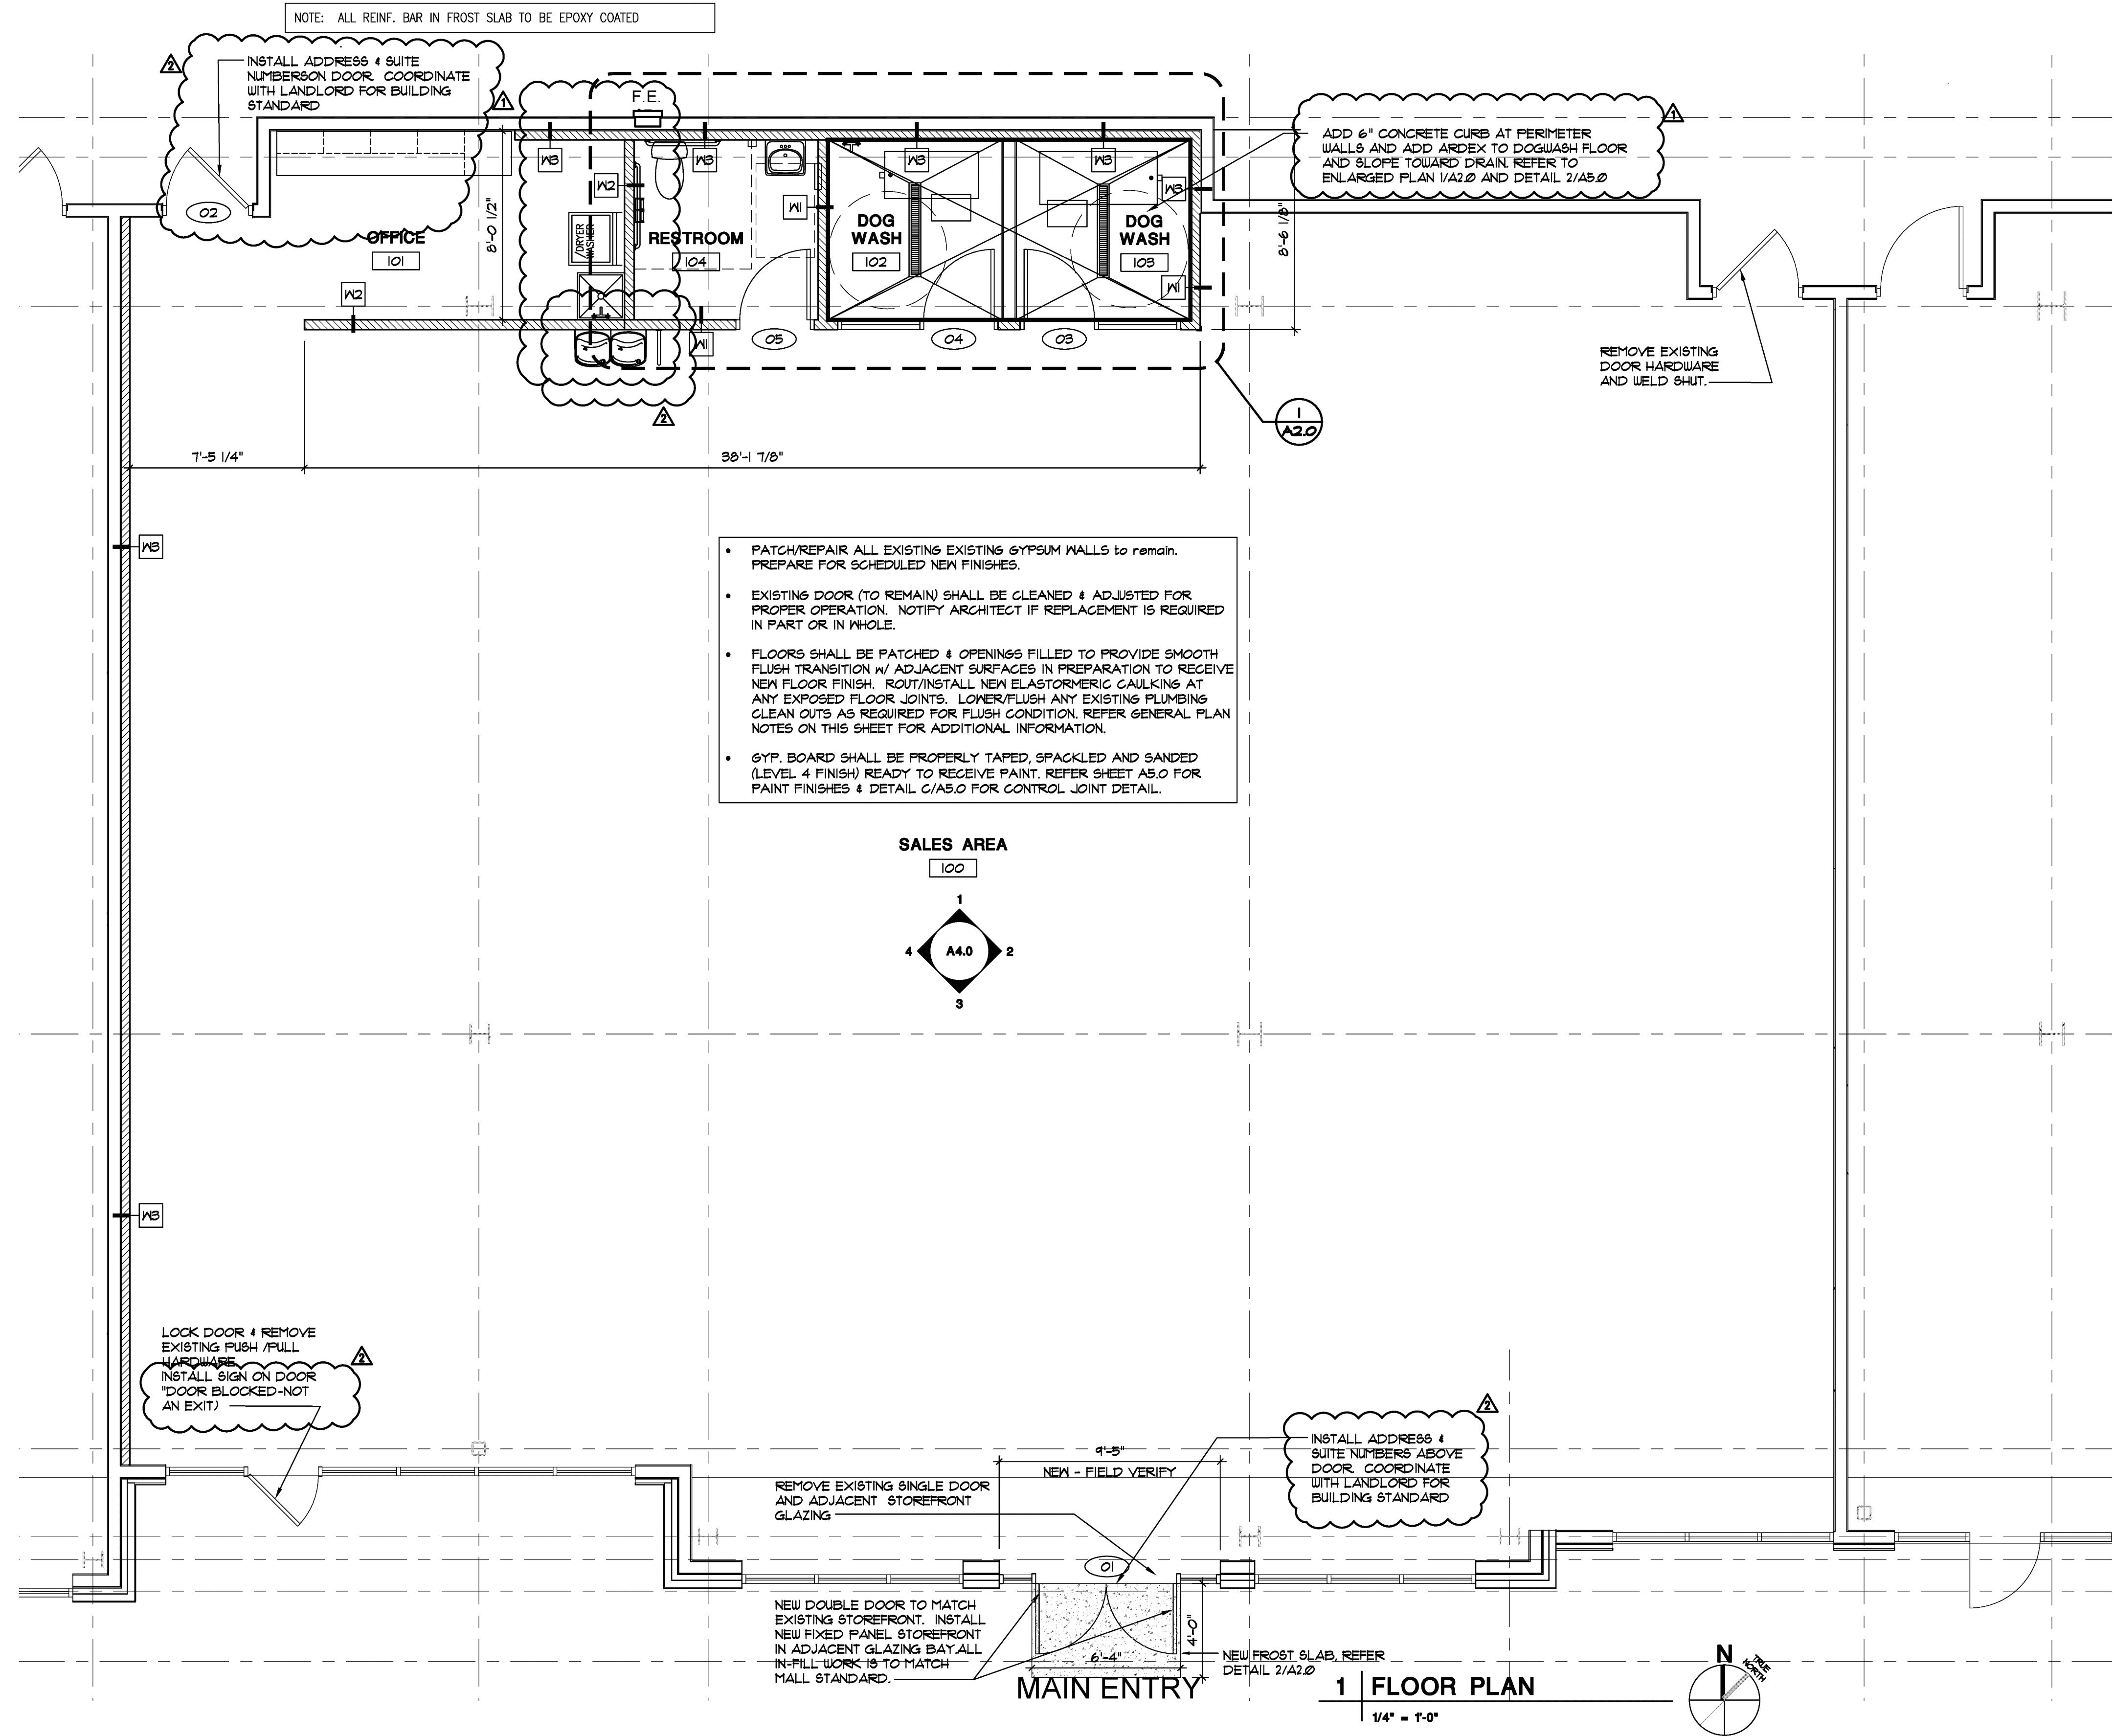 NOTE: ALL REINF. BAR IN FROST SLAB TO BE EPOXY COATED
2
INSTALL ADDRESS & SUITE
NUMBERSON DOOR. COORDINATE
WITH LANDLORD FOR BUILDING
STANDARD
1
F.E.
1
ADD 6" CONCRETE CURB AT PERIMETER
WALLS AND ADD ARDEX TO DOGWASH FLOOR
AND SLOPE TOWARD DRAIN. REFER TO
ENLARGED PLAN 1/A2.0 AND DETAIL 2/A5.0
W3
W3
W3
W3
W2
W3
W1
02
OFFICE
101
8'-0 1/2"
/DRYER
WASHER
RESTROOM
104
DOG
WASH
102
DOG
WASH
103
8'-6 1/8"
W2
W1
W1
05
04
03
2
REMOVE EXISTING
DOOR HARDWARE
AND WELD SHUT.
1
A2.0
7'-5 1/4"
38'-1 7/8"
W3
• PATCH/REPAIR ALL EXISTING EXISTING GYPSUM WALLS to remain.
PREPARE FOR SCHEDULED NEW FINISHES.
• EXISTING DOOR (TO REMAIN) SHALL BE CLEANED & ADJUSTED FOR
PROPER OPERATION. NOTIFY ARCHITECT IF REPLACEMENT IS REQUIRED
IN PART OR IN WHOLE.
• FLOORS SHALL BE PATCHED & OPENINGS FILLED TO PROVIDE SMOOTH
FLUSH TRANSITION w/ ADJACENT SURFACES IN PREPARATION TO RECEIVE
NEW FLOOR FINISH. ROUT/INSTALL NEW ELASTORMERIC CAULKING AT
ANY EXPOSED FLOOR JOINTS. LOWER/FLUSH ANY EXISTING PLUMBING
CLEAN OUTS AS REQUIRED FOR FLUSH CONDITION. REFER GENERAL PLAN
NOTES ON THIS SHEET FOR ADDITIONAL INFORMATION.
• GYP. BOARD SHALL BE PROPERLY TAPED, SPACKLED AND SANDED
(LEVEL 4 FINISH) READY TO RECEIVE PAINT. REFER SHEET A5.0 FOR
PAINT FINISHES & DETAIL C/A5.0 FOR CONTROL JOINT DETAIL.
SALES AREA
100
1
4 A4.0 2
3
W3
LOCK DOOR & REMOVE
EXISTING PUSH /PULL
HARDWARE
INSTALL SIGN ON DOOR
"DOOR BLOCKED-NOT
AN EXIT)
2
2
INSTALL ADDRESS &
SUITE NUMBERS ABOVE
DOOR. COORDINATE
WITH LANDLORD FOR
BUILDING STANDARD
9'-5"
NEW - FIELD VERIFY
REMOVE EXISTING SINGLE DOOR
AND ADJACENT STOREFRONT
GLAZING
01
NEW DOUBLE DOOR TO MATCH
EXISTING STOREFRONT. INSTALL
NEW FIXED PANEL STOREFRONT
IN ADJACENT GLAZING BAY.ALL
IN-FILL WORK IS TO MATCH
MALL STANDARD.
4'-0"
6'-4"
NEW FROST SLAB, REFER
DETAIL 2/A2.0
MAIN ENTRY
1 FLOOR PLAN
1/4" = 1'-0"
N
TRUE
NORTH